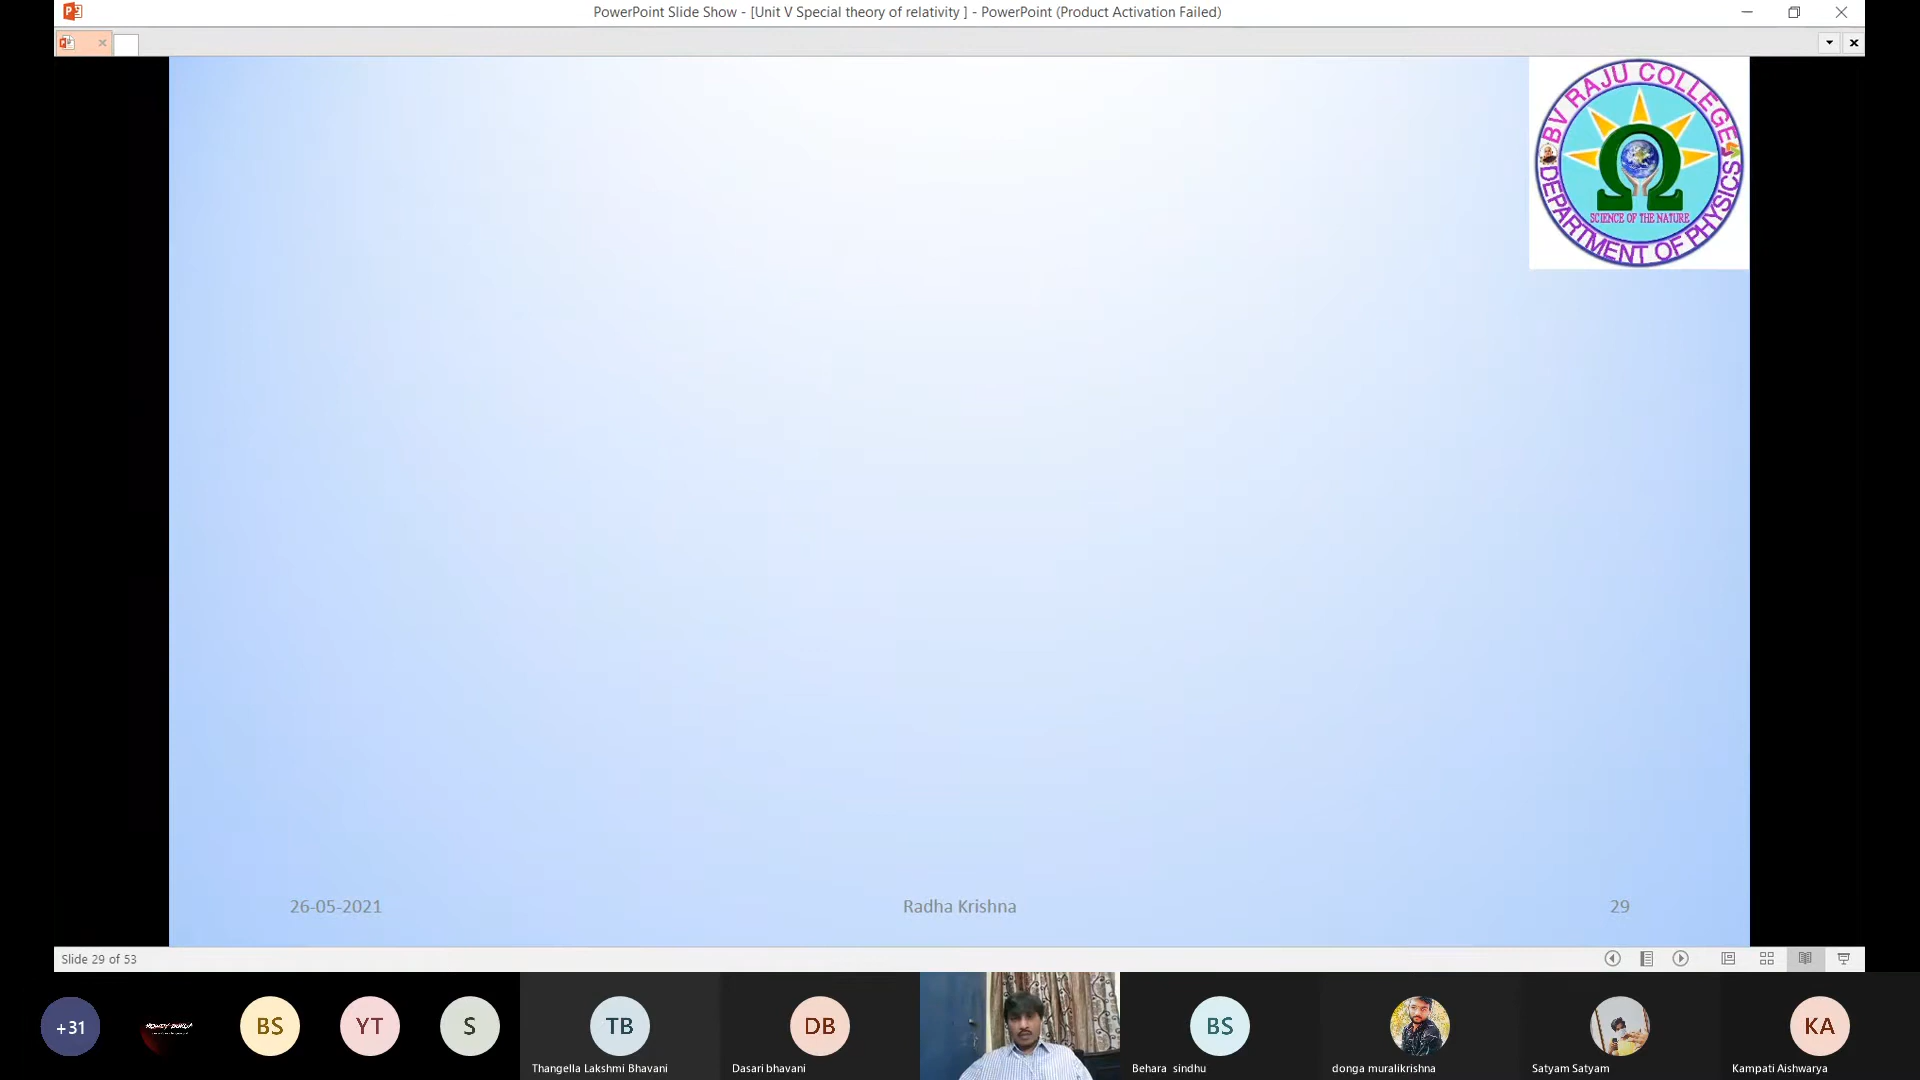 PowerPoint Slide Show - [Unit V Special theory of relativity ] - PowerPoint (Product Activation Failed)
BV RAJU COLLEGE
SCIENCE OF THE NATURE
DEPARTMENT OF PHYSICS
26-05-2021
Radha Krishna
29
Slide 29 of 53
+31
BS
YT
S
TB
DB
BS
KA
Thangella Lakshmi Bhavani
Dasari bhavani
Behara sindhu
donga muralikrishna
Satyam Satyam
Kampati Aishwarya